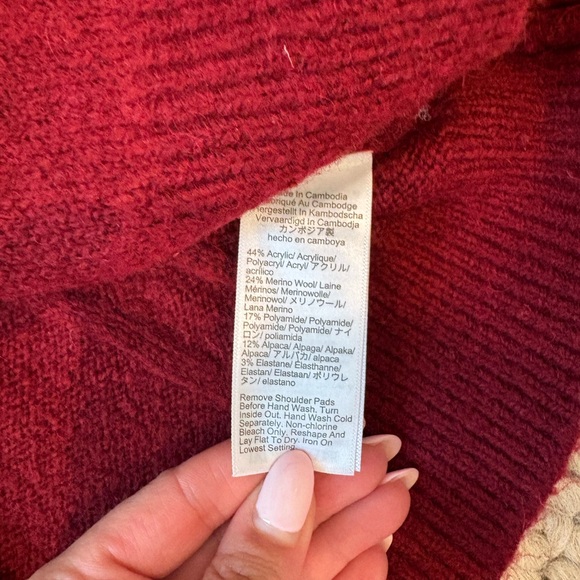 In Cambodia
Au Cambodge
Hergestellt In Kambodscha
Vervaardigd In Cambodja
カンボジア製
hecho en camboya
44% Acrylic/ Acrylique/
Polyacryl/ Acryl/ アクリル/
acrílico
24% Merino Wool/ Laine
Mérinos/ Merinowolle/
Merinowol/ メリノウール/
Lana Merino
17% Polyamide/ Polyamide/
Polyamide/ Polyamide/ ナイ
ロン/ poliamida
12% Alpaca/ Alpaga/ Alpaka/
Alpaca/ アルパカ/ alpaca
3% Elastane/ Élasthanne/
Elastan/ Elastaan/ ポリウレ
タン/ elastano
Remove Shoulder Pads
Before Hand Wash. Turn
Inside Out. Hand Wash Cold
Separately. Non-chlorine
Bleach Only. Reshape And
Lay Flat To Dry. Iron On
Lowest Setting.